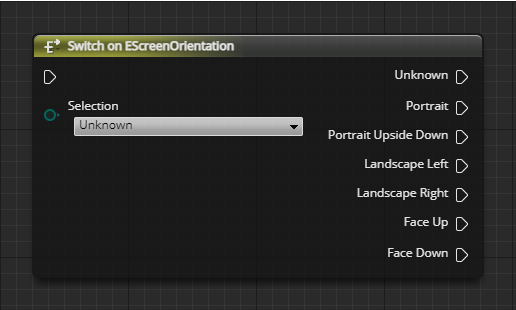 Switch on EScreenOrientation
Unknown
Selection
Unknown
Portrait
Portrait Upside Down
Landscape Left
Landscape Right
Face Up
Face Down